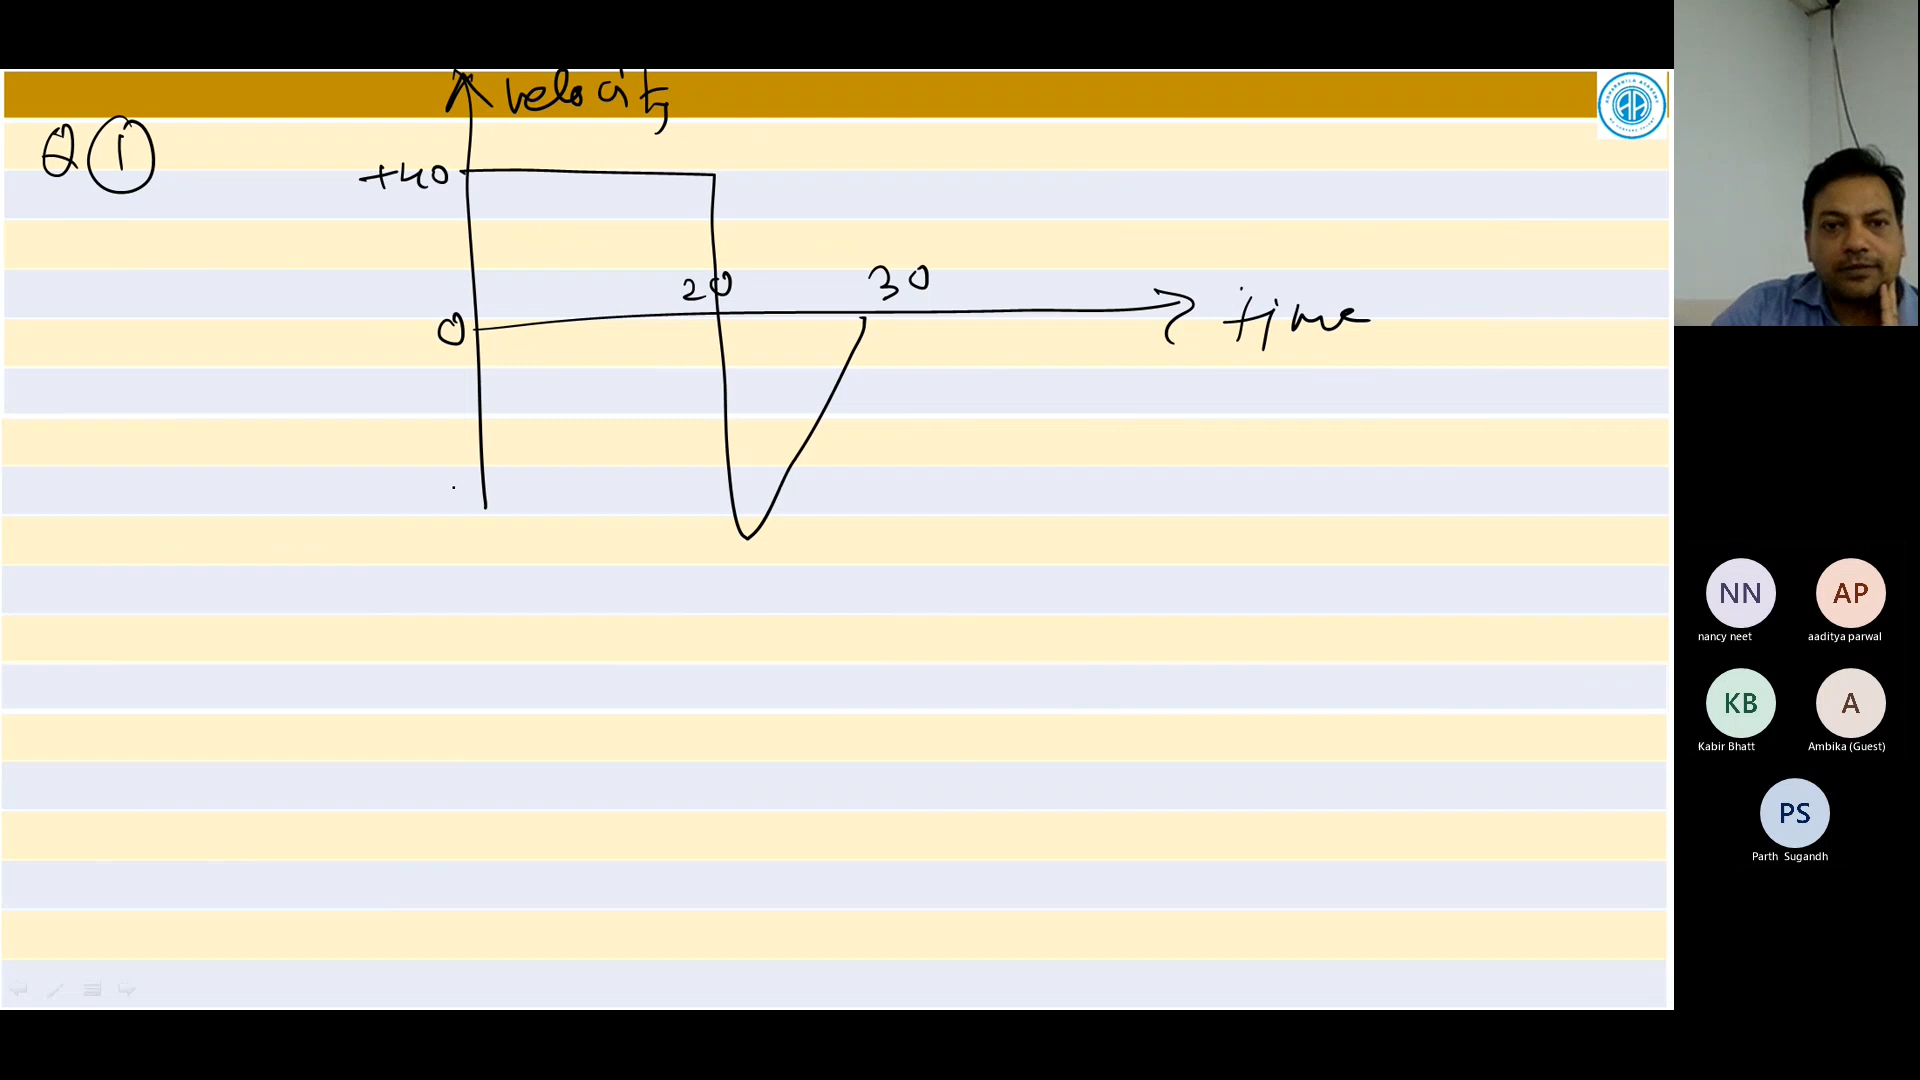 velocity
Q 1
+40
20
30
0
time
NN
AP
nancy neet
aaditya parwal
KB
A
Kabir Bhatt
Ambika (Guest)
PS
Parth Sugandh